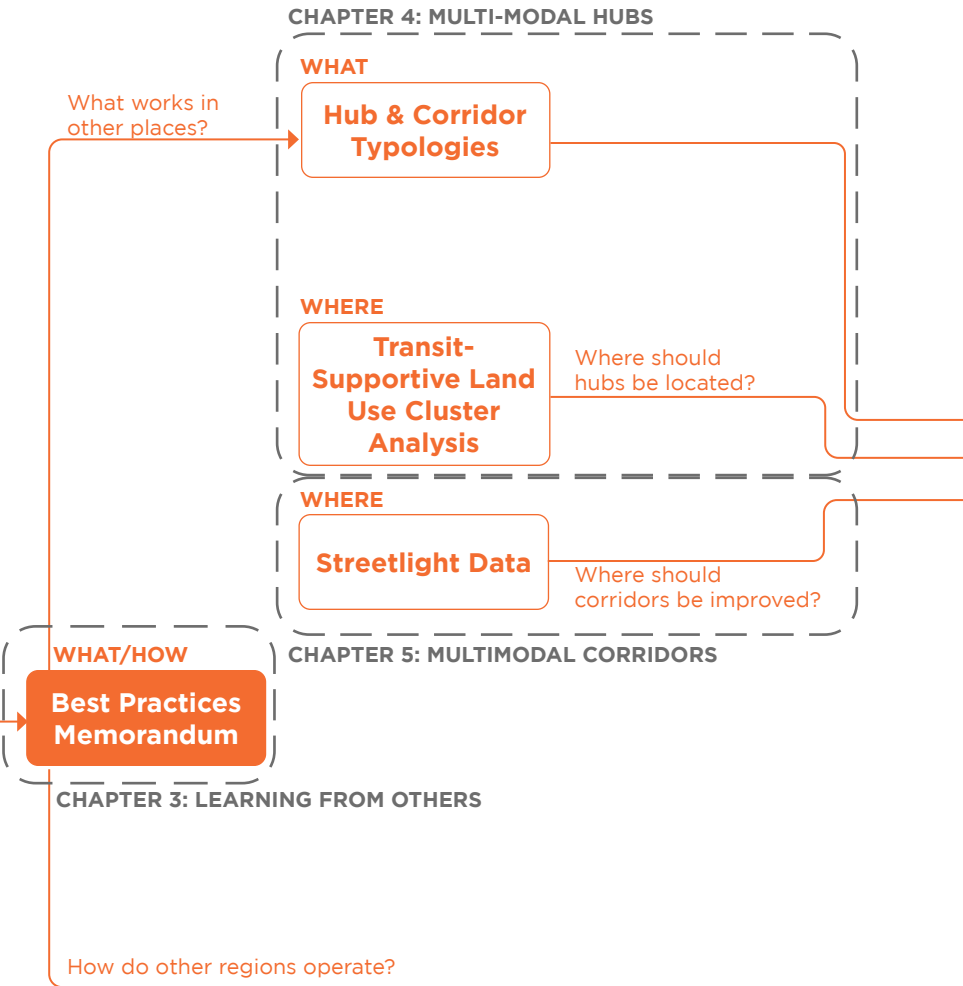 CHAPTER 4: MULTI-MODAL HUBS
WHAT
Hub & Corridor
Typologies
What works in
other places?
WHERE
Transit-
Supportive Land
Use Cluster
Analysis
Where should
hubs be located?
WHERE
Streetlight Data
Where should
corridors be improved?
CHAPTER 5: MULTIMODAL CORRIDORS
WHAT/HOW
Best Practices
Memorandum
CHAPTER 3: LEARNING FROM OTHERS
How do other regions operate?